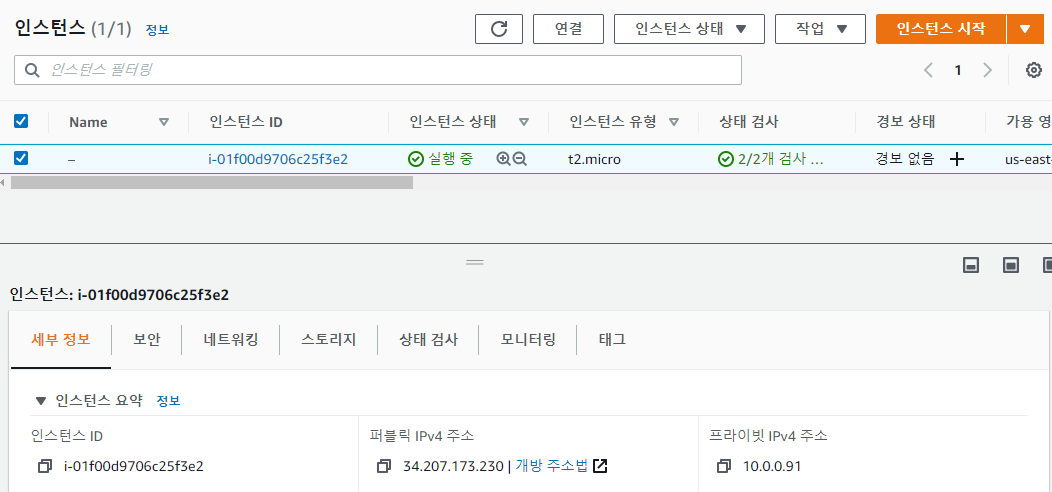 인스턴스 (1/1) 정보 연결 인스턴스 상태 작업 인스턴스 시작
인스턴스 필터링 1
Name 인스턴스 ID 인스턴스 상태 인스턴스 유형 상태 검사 경보 상태 가용 영
– i-01f00d9706c25f3e2 실행 중 t2.micro 2/2개 검사 ... 경보 없음 us-east-
인스턴스: i-01f00d9706c25f3e2
세부 정보 보안 네트워킹 스토리지 상태 검사 모니터링 태그
인스턴스 요약 정보
인스턴스 ID 퍼블릭 IPv4 주소 프라이빗 IPv4 주소
i-01f00d9706c25f3e2 34.207.173.230 | 개방 주소법 10.0.0.91